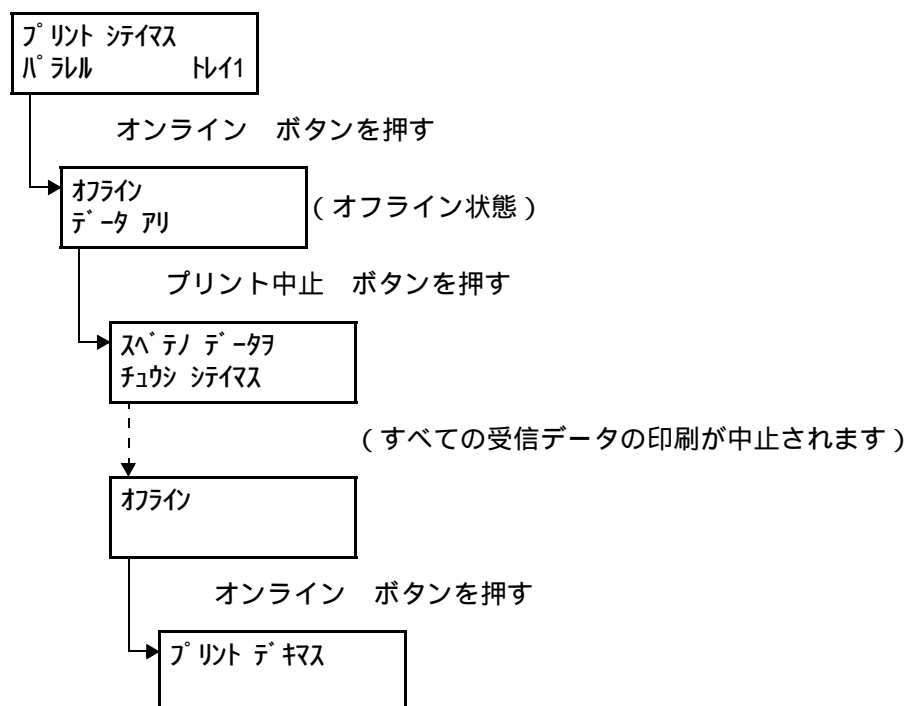 ﾌﾟﾘﾝﾄ ｼﾃｲﾏｽ
ﾊﾟﾗﾚﾙ ﾄﾚｲ1
オンライン　ボタンを押す
ｵﾌﾗｲﾝ
ﾃﾞｰﾀ ｱﾘ
（オフライン状態）
プリント中止　ボタンを押す
ｽﾍﾞﾃﾉ ﾃﾞｰﾀｦ
ﾁｭｳｼ ｼﾃｲﾏｽ
（すべての受信データの印刷が中止されます）
ｵﾌﾗｲﾝ
オンライン　ボタンを押す
ﾌﾟﾘﾝﾄ ﾃﾞｷﾏｽ